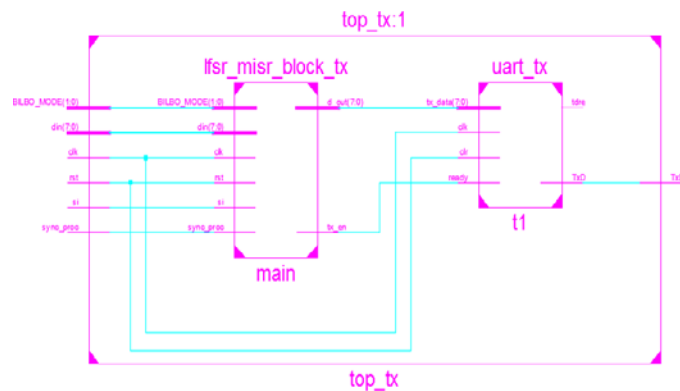 top_tx:1
lfsr_misr_block_tx
uart_tx
BILBO_MODE(1:0)
BILBO_MODE(1:0)
di_out(7:0)
tx_data(7:0)
tdre
din(7:0)
din(7:0)
clk
clk
clk
clr
rst
rst
ready
TxD
si
si
t1
sync_proc
sync_proc
tx_en
main
top_tx